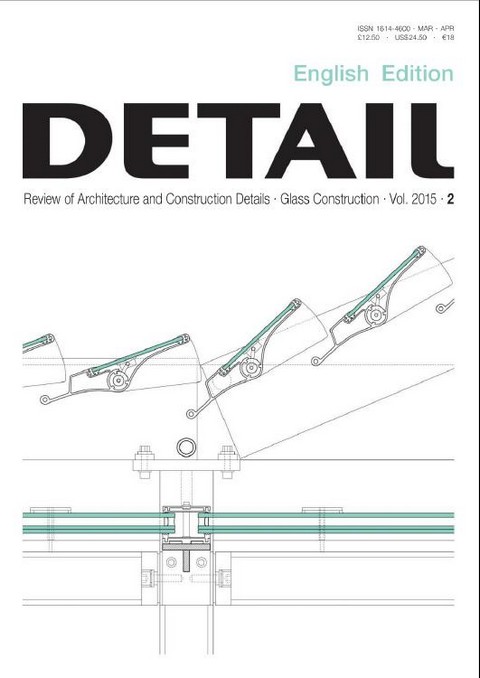 ISSN 1614-4600 · MAR · APR
£12.50 · US$24.50 · €18
English Edition
DETAIL
Review of Architecture and Construction Details · Glass Construction · Vol. 2015 · 2